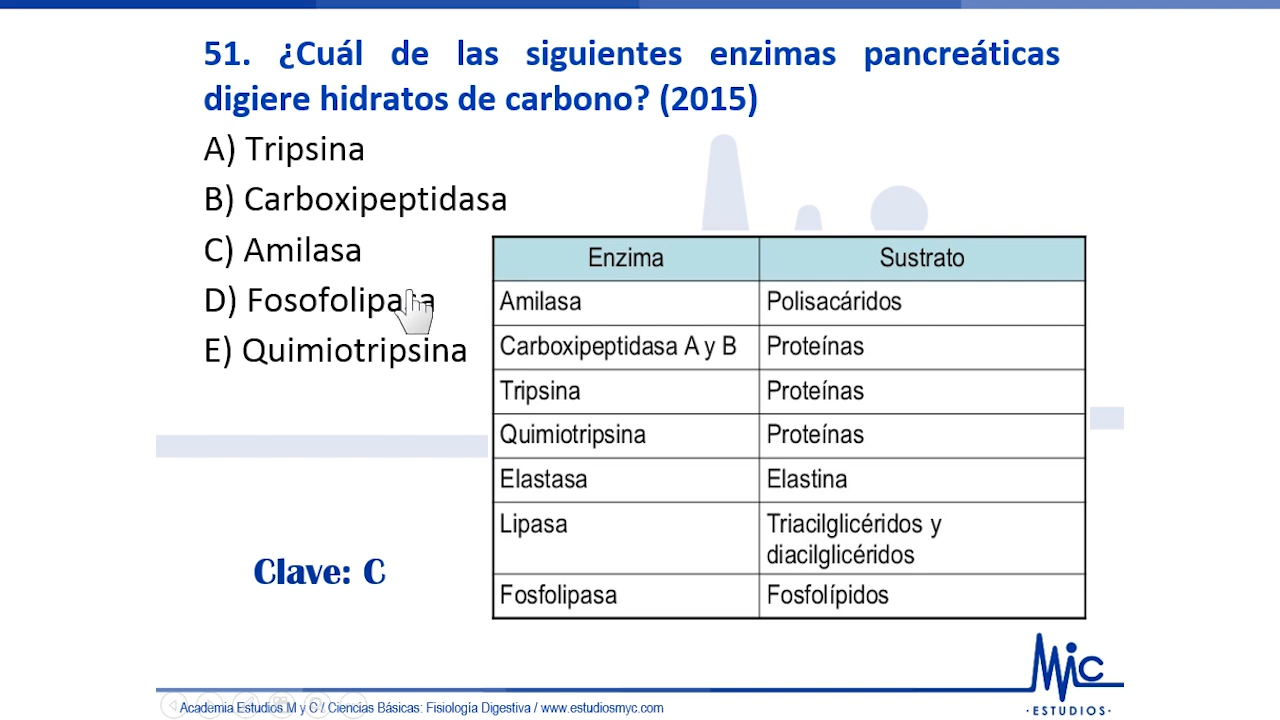 51. ¿Cuál de las siguientes enzimas pancreáticas
digiere hidratos de carbono? (2015)
A) Tripsina
B) Carboxipeptidasa
C) Amilasa
D) Fosofolipasa
E) Quimiotripsina
Enzima Sustrato
Amilasa Polisacáridos
Carboxipeptidasa A y B Proteínas
Tripsina Proteínas
Quimiotripsina Proteínas
Elastasa Elastina
Lipasa Triacilglicéridos y
diacilglicéridos
Fosfolipasa Fosfolípidos
Clave: C
MyC
·ESTUDIOS·
Academia Estudios M y C / Ciencias Básicas: Fisiología Digestiva / www.estudiosmyc.com